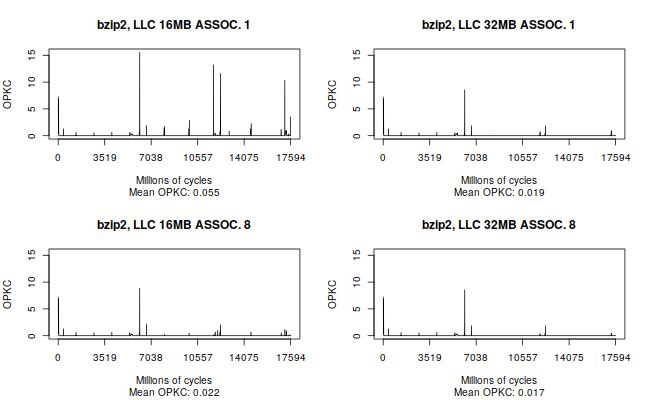 bzip2, LLC 16MB ASSOC. 1
OPKC
15
10
5
0
0 3519 7038 10557 14075 17594
Millions of cycles
Mean OPKC: 0.055
bzip2, LLC 32MB ASSOC. 1
OPKC
15
10
5
0
0 3519 7038 10557 14075 17594
Millions of cycles
Mean OPKC: 0.019
bzip2, LLC 16MB ASSOC. 8
OPKC
15
10
5
0
0 3519 7038 10557 14075 17594
Millions of cycles
Mean OPKC: 0.022
bzip2, LLC 32MB ASSOC. 8
OPKC
15
10
5
0
0 3519 7038 10557 14075 17594
Millions of cycles
Mean OPKC: 0.017